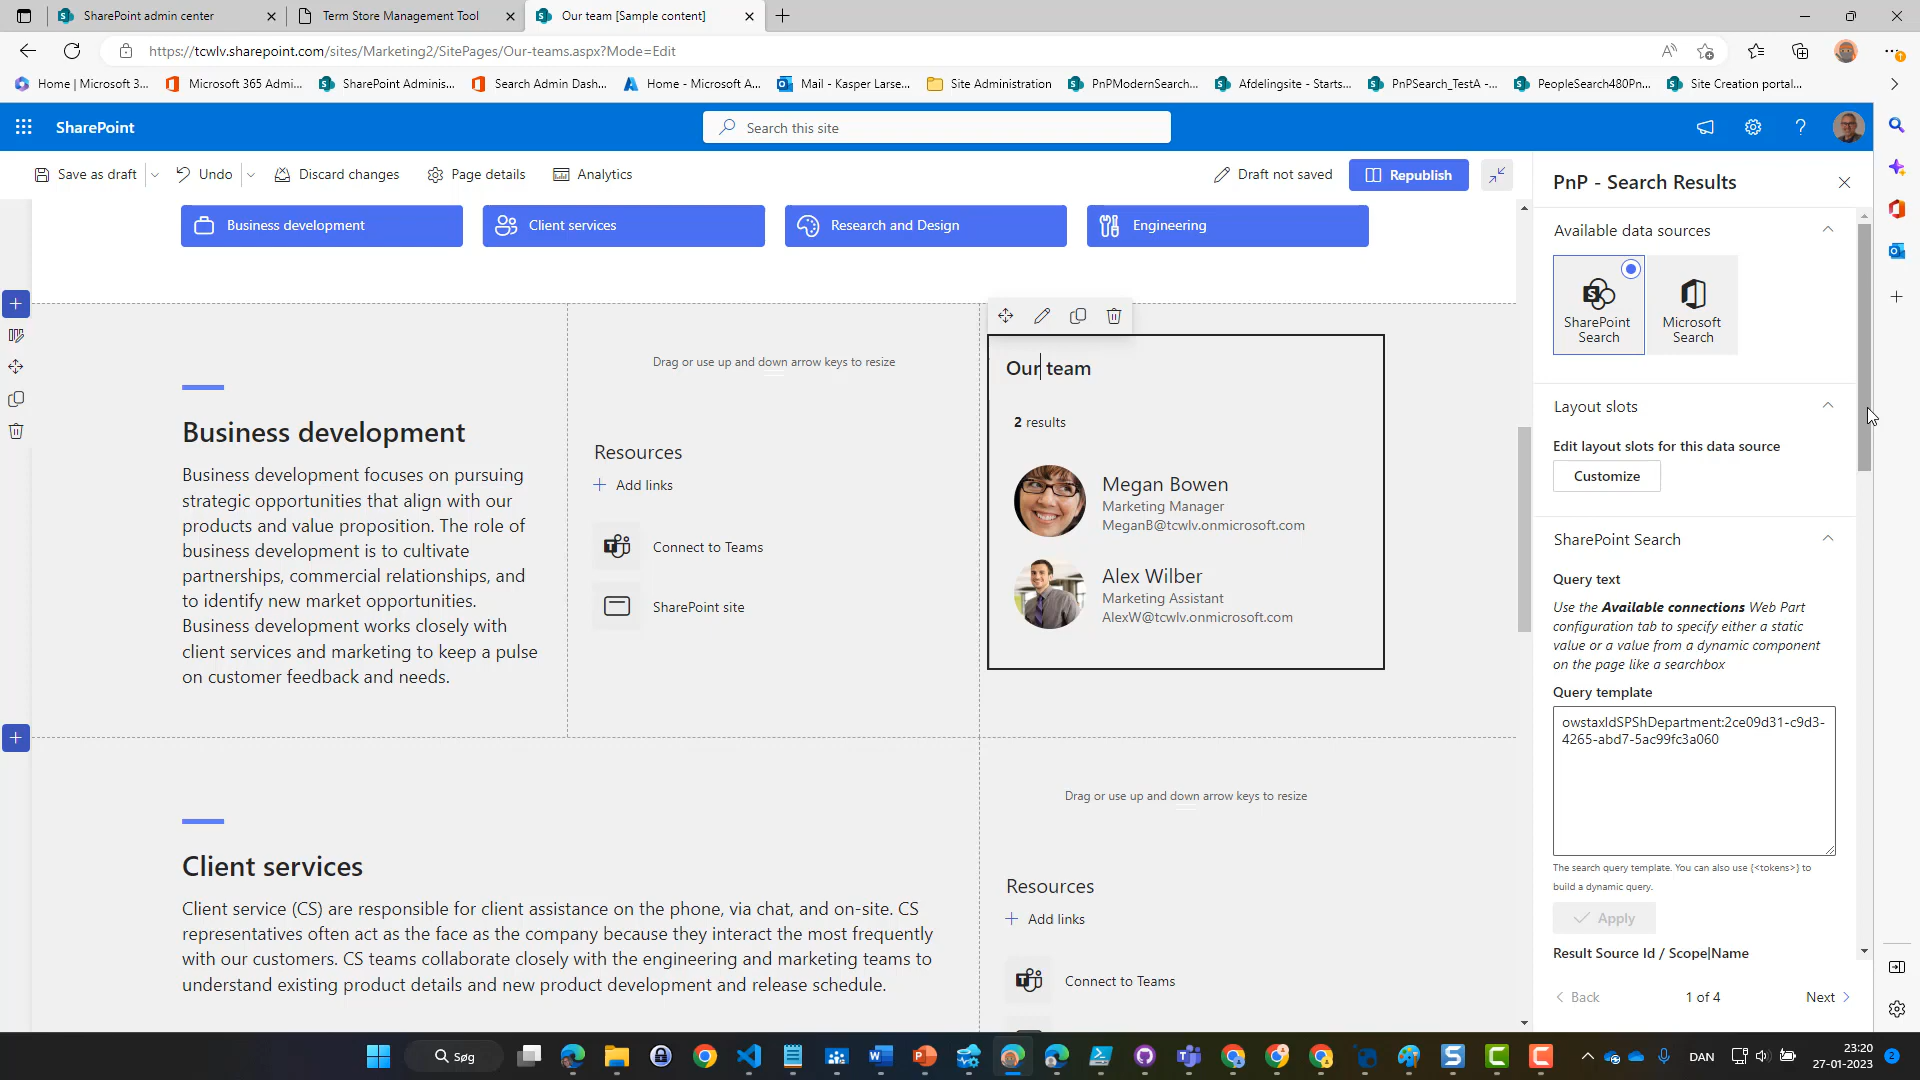 SharePoint admin center
Term Store Management Tool
Our team [Sample content]
https://tcwlv.sharepoint.com/sites/Marketing2/SitePages/Our-teams.aspx?Mode=Edit
Home | Microsoft 3...
Microsoft 365 Admi...
SharePoint Adminis...
Search Admin Dash...
Home - Microsoft A...
Mail - Kasper Larse...
Site Administration
PnPModernSearch...
Afdelingsite - Starts...
PnPSearch_TestA -...
PeopleSearch480Pn...
Site Creation portal...
SharePoint
Search this site
Save as draft
Undo
Discard changes
Page details
Analytics
Draft not saved
Republish
Business development
Client services
Research and Design
Engineering
Business development
Business development focuses on pursuing
strategic opportunities that align with our
products and value proposition. The role of
business development is to cultivate
partnerships, commercial relationships, and
to identify new market opportunities.
Business development works closely with
client services and marketing to keep a pulse
on customer feedback and needs.
Drag or use up and down arrow keys to resize
Resources
Add links
Connect to Teams
SharePoint site
Our team
2 results
Megan Bowen
Marketing Manager
MeganB@tcwlv.onmicrosoft.com
Alex Wilber
Marketing Assistant
AlexW@tcwlv.onmicrosoft.com
Client services
Client service (CS) are responsible for client assistance on the phone, via chat, and on-site. CS
representatives often act as the face as the company because they interact the most frequently
with our customers. CS teams collaborate closely with the engineering and marketing teams to
understand existing product details and new product development and release schedule.
Drag or use up and down arrow keys to resize
Resources
Add links
Connect to Teams
PnP - Search Results
Available data sources
SharePoint
Search
Microsoft
Search
Layout slots
Edit layout slots for this data source
Customize
SharePoint Search
Query text
Use the Available connections Web Part
configuration tab to specify either a static
value or a value from a dynamic component
on the page like a searchbox
Query template
owstaxIdSPShDepartment:2ce09d31-c9d3-
4265-abd7-5ac99fc3a060
The search query template. You can also use {<tokens>} to
build a dynamic query.
Apply
Result Source Id / Scope|Name
Back
1 of 4
Next
Søg
DAN
23:20
27-01-2023
2